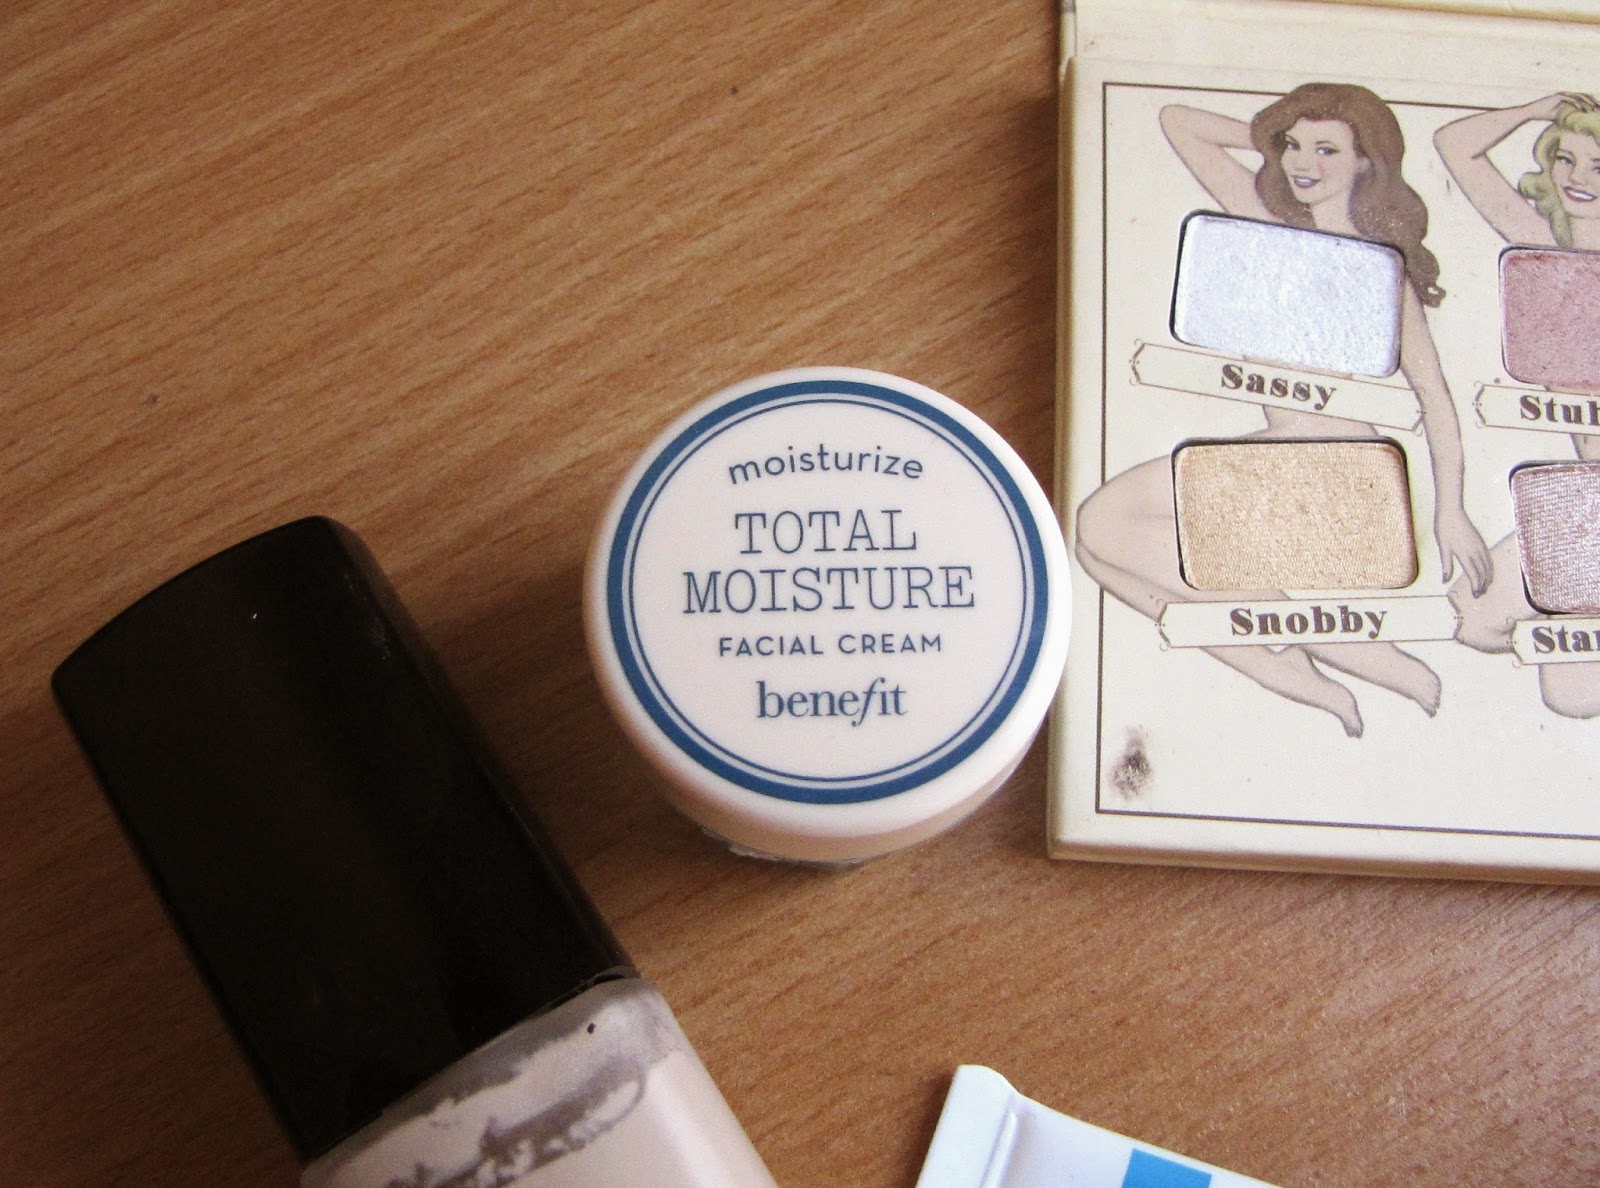 moisturize
TOTAL
MOISTURE
FACIAL CREAM
benefit
Sassy
Snobby